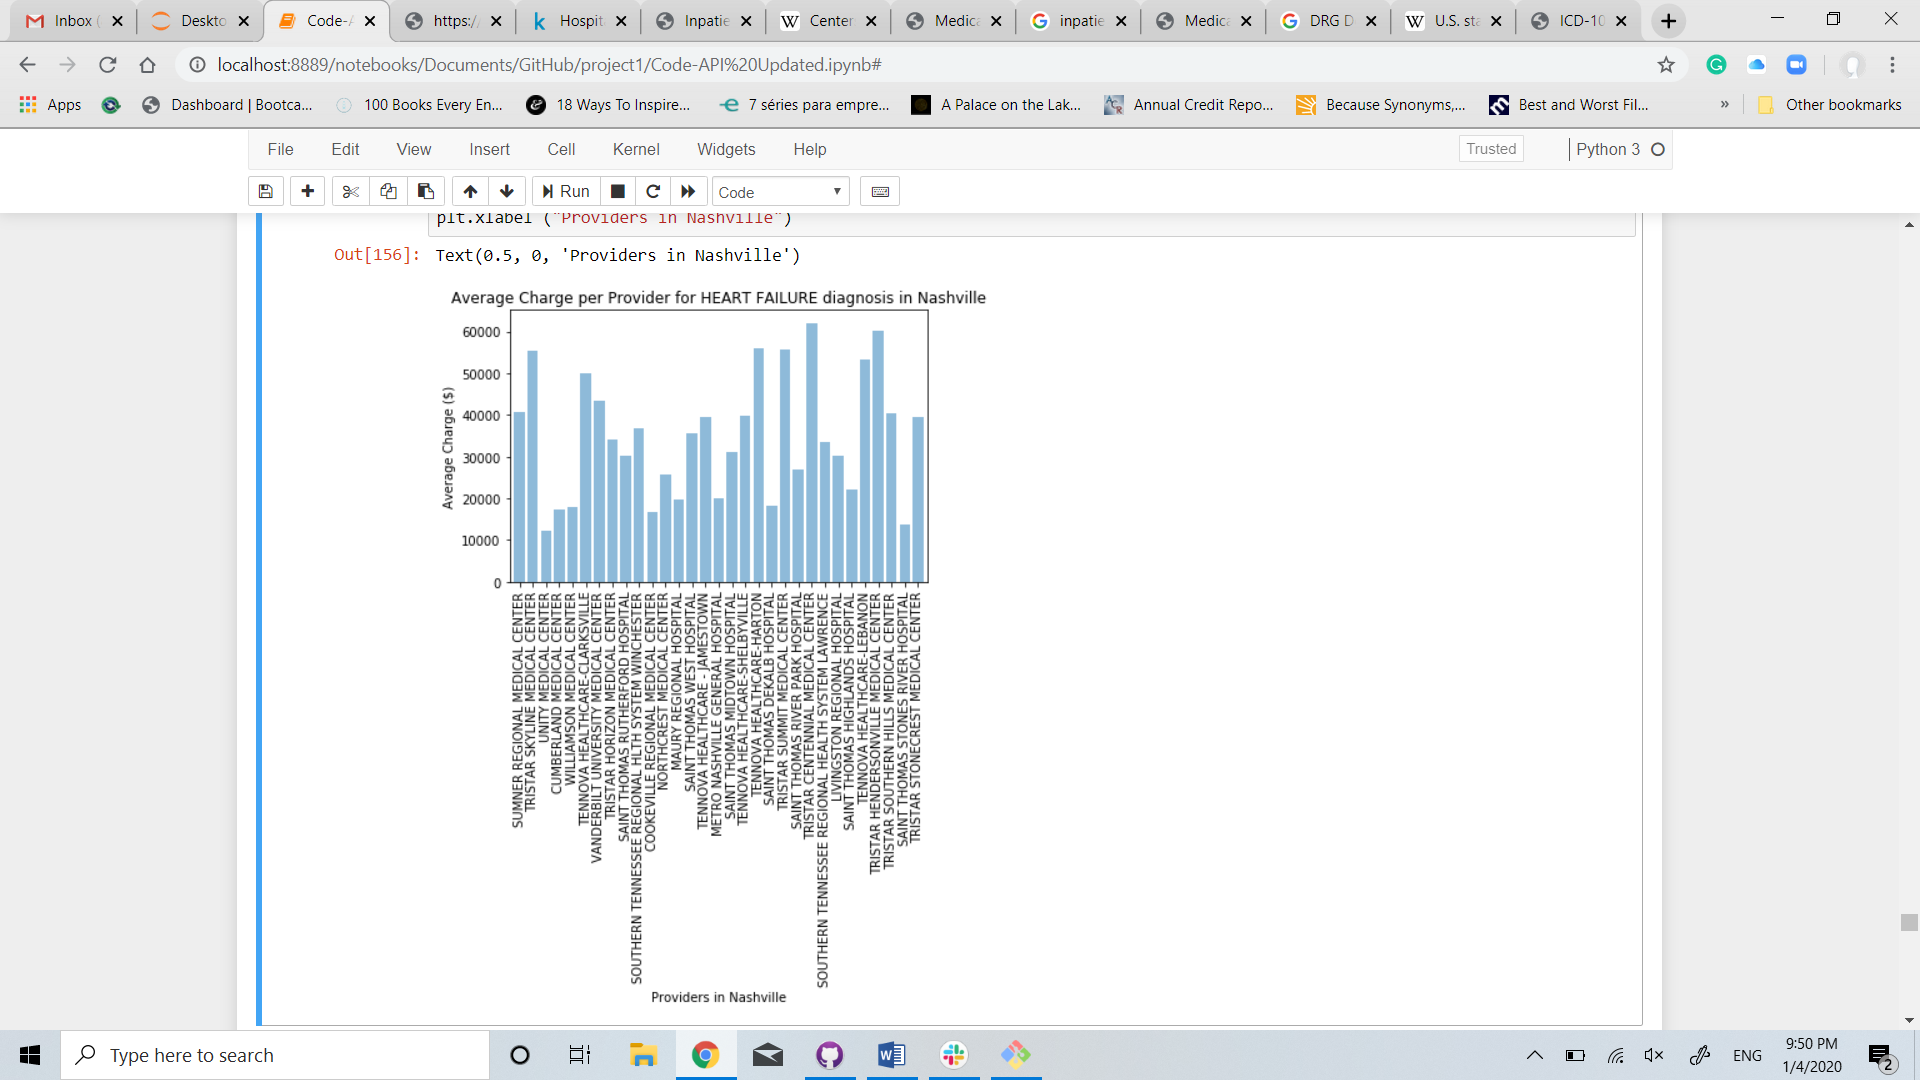 Inbox (
Deskto
Code-A
https:/
Hospit
Inpatie
Center
Medica
inpatie
Medica
DRG D
U.S. sta
ICD-10
localhost:8889/notebooks/Documents/GitHub/project1/Code-API%20Updated.ipynb#
Apps
Dashboard | Bootca...
100 Books Every En...
18 Ways To Inspire...
7 séries para empre...
A Palace on the Lak...
Annual Credit Repo...
Because Synonyms,...
Best and Worst Fil...
»
Other bookmarks
File Edit View Insert Cell Kernel Widgets Help
Trusted
Python 3
Run
Code
plt.xlabel ("Providers in Nashville")
Out[156]: Text(0.5, 0, 'Providers in Nashville')
Average Charge per Provider for HEART FAILURE diagnosis in Nashville
Average Charge ($)
60000
50000
40000
30000
20000
10000
0
SUMNER REGIONAL MEDICAL CENTER
TRISTAR SKYLINE MEDICAL CENTER
UNITY MEDICAL CENTER
CUMBERLAND MEDICAL CENTER
WILLIAMSON MEDICAL CENTER
TENNOVA HEALTHCARE-CLARKSVILLE
VANDERBILT UNIVERSITY MEDICAL CENTER
TRISTAR HORIZON MEDICAL CENTER
SAINT THOMAS RUTHERFORD HOSPITAL
SOUTHERN TENNESSEE REGIONAL HLTH SYSTEM WINCHESTER
COOKEVILLE REGIONAL MEDICAL CENTER
NORTHCREST MEDICAL CENTER
MAURY REGIONAL HOSPITAL
SAINT THOMAS WEST HOSPITAL
TENNOVA HEALTHCARE - JAMESTOWN
METRO NASHVILLE GENERAL HOSPITAL
SAINT THOMAS MIDTOWN HOSPITAL
TENNOVA HEALTHCARE-SHELBYVILLE
TENNOVA HEALTHCARE-HARTON
SAINT THOMAS DEKALB HOSPITAL
TRISTAR SUMMIT MEDICAL CENTER
SAINT THOMAS RIVER PARK HOSPITAL
TRISTAR CENTENNIAL MEDICAL CENTER
SOUTHERN TENNESSEE REGIONAL HEALTH SYSTEM LAWRENCE
LIVINGSTON REGIONAL HOSPITAL
SAINT THOMAS HIGHLANDS HOSPITAL
TENNOVA HEALTHCARE-LEBANON
TRISTAR HENDERSONVILLE MEDICAL CENTER
TRISTAR SOUTHERN HILLS MEDICAL CENTER
SAINT THOMAS STONES RIVER HOSPITAL
TRISTAR STONECREST MEDICAL CENTER
Providers in Nashville
Type here to search
ENG
9:50 PM
1/4/2020
2